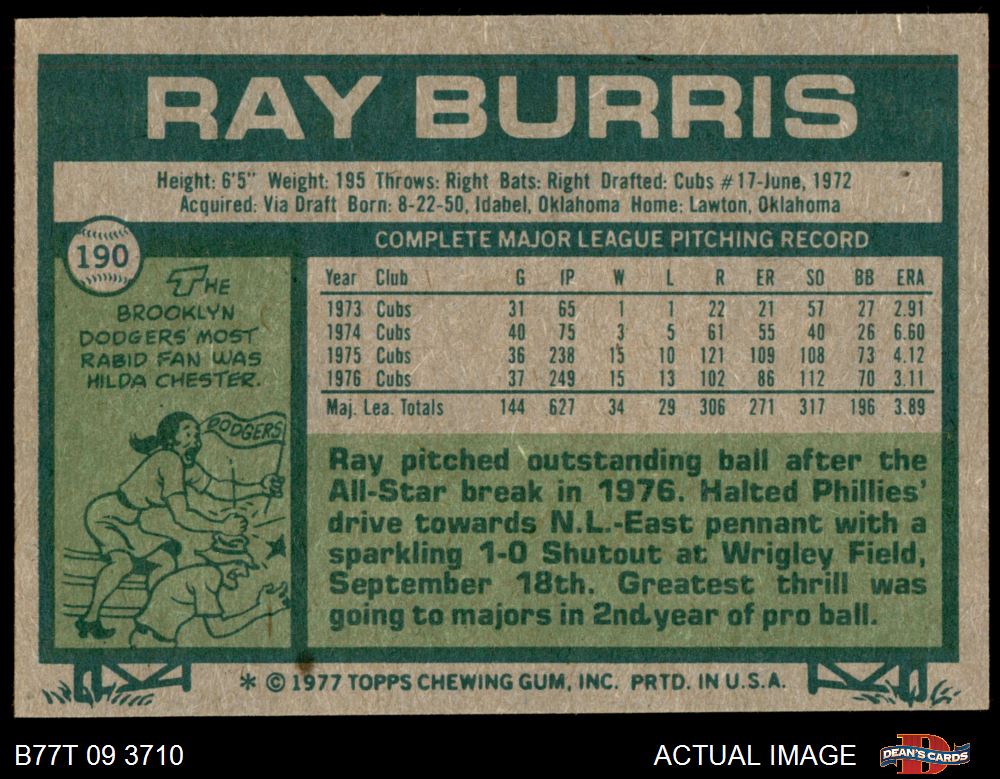 RAY BURRIS
Height: 6'5" Weight: 195 Throws: Right Bats: Right Drafted: Cubs #17-June, 1972
Acquired: Via Draft Born: 8-22-50, Idabel, Oklahoma Home: Lawton, Oklahoma
190
THE
BROOKLYN
DODGERS' MOST
RABID FAN WAS
HILDA CHESTER.
DODGERS
COMPLETE MAJOR LEAGUE PITCHING RECORD
Year Club G IP W L R ER SO BB ERA
1973 Cubs 31 65 1 1 22 21 57 27 2.91
1974 Cubs 40 75 3 5 61 55 40 26 6.60
1975 Cubs 36 238 15 10 121 109 108 73 4.12
1976 Cubs 37 249 15 13 102 86 112 70 3.11
Maj. Lea. Totals 144 627 34 29 306 271 317 196 3.89
Ray pitched outstanding ball after the
All-Star break in 1976. Halted Phillies'
drive towards N.L.-East pennant with a
sparkling 1-0 Shutout at Wrigley Field,
September 18th. Greatest thrill was
going to majors in 2nd year of pro ball.
* © 1977 TOPPS CHEWING GUM, INC. PRTD. IN U.S.A.
B77T 09 3710
ACTUAL IMAGE
D
DEAN'S CARDS